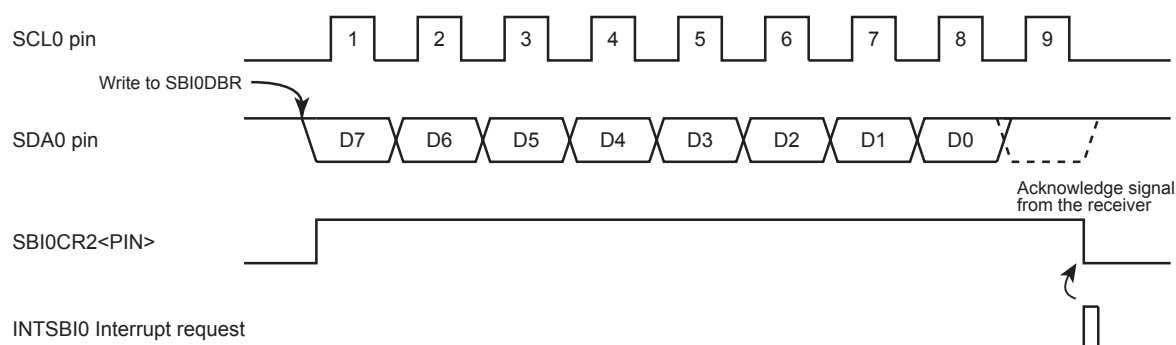 SCL0 pin
1 2 3 4 5 6 7 8 9
Write to SBI0DBR
SDA0 pin
D7 D6 D5 D4 D3 D2 D1 D0
Acknowledge signal
from the receiver
SBI0CR2<PIN>
INTSBI0 Interrupt request